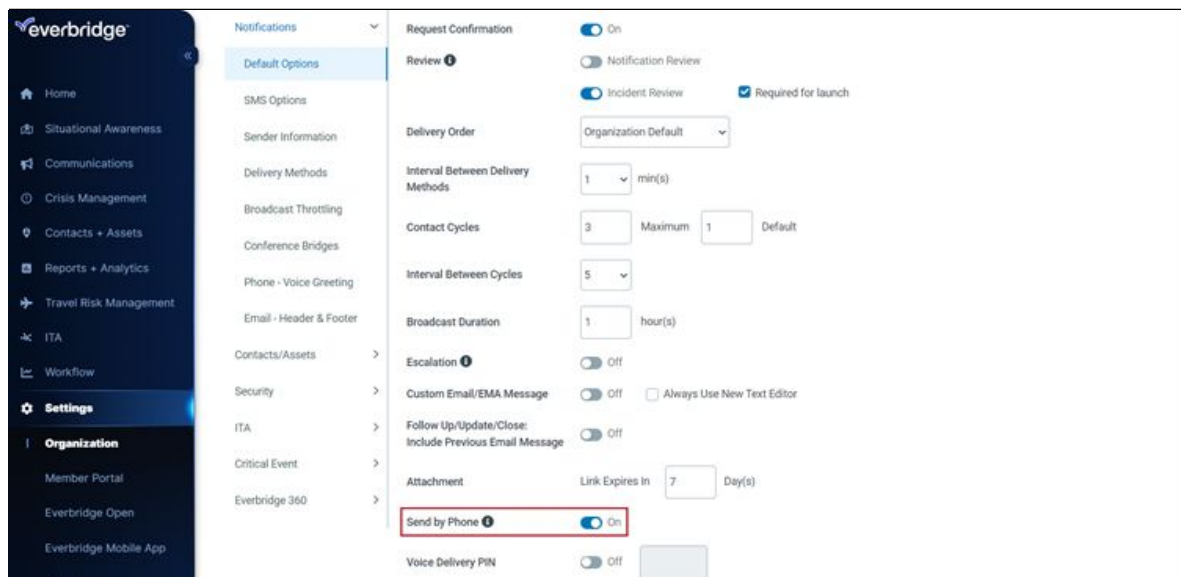 everbridge
Home
Situational Awareness
Communications
Crisis Management
Contacts + Assets
Reports + Analytics
Travel Risk Management
ITA
Workflow
Settings
Organization
Member Portal
Everbridge Open
Everbridge Mobile App
Notifications
Default Options
SMS Options
Sender Information
Delivery Methods
Broadcast Throttling
Conference Bridges
Phone - Voice Greeting
Email - Header & Footer
Contacts/Assets
Security
ITA
Critical Event
Everbridge 360
Request Confirmation On
Review Notification Review
Incident Review Required for launch
Delivery Order Organization Default
Interval Between Delivery
Methods 1 min(s)
Contact Cycles 3 Maximum 1 Default
Interval Between Cycles 5
Broadcast Duration 1 hour(s)
Escalation Off
Custom Email/EMA Message Off Always Use New Text Editor
Follow Up/Update/Close:
Include Previous Email Message Off
Attachment Link Expires In 7 Day(s)
Send by Phone On
Voice Delivery PIN Off